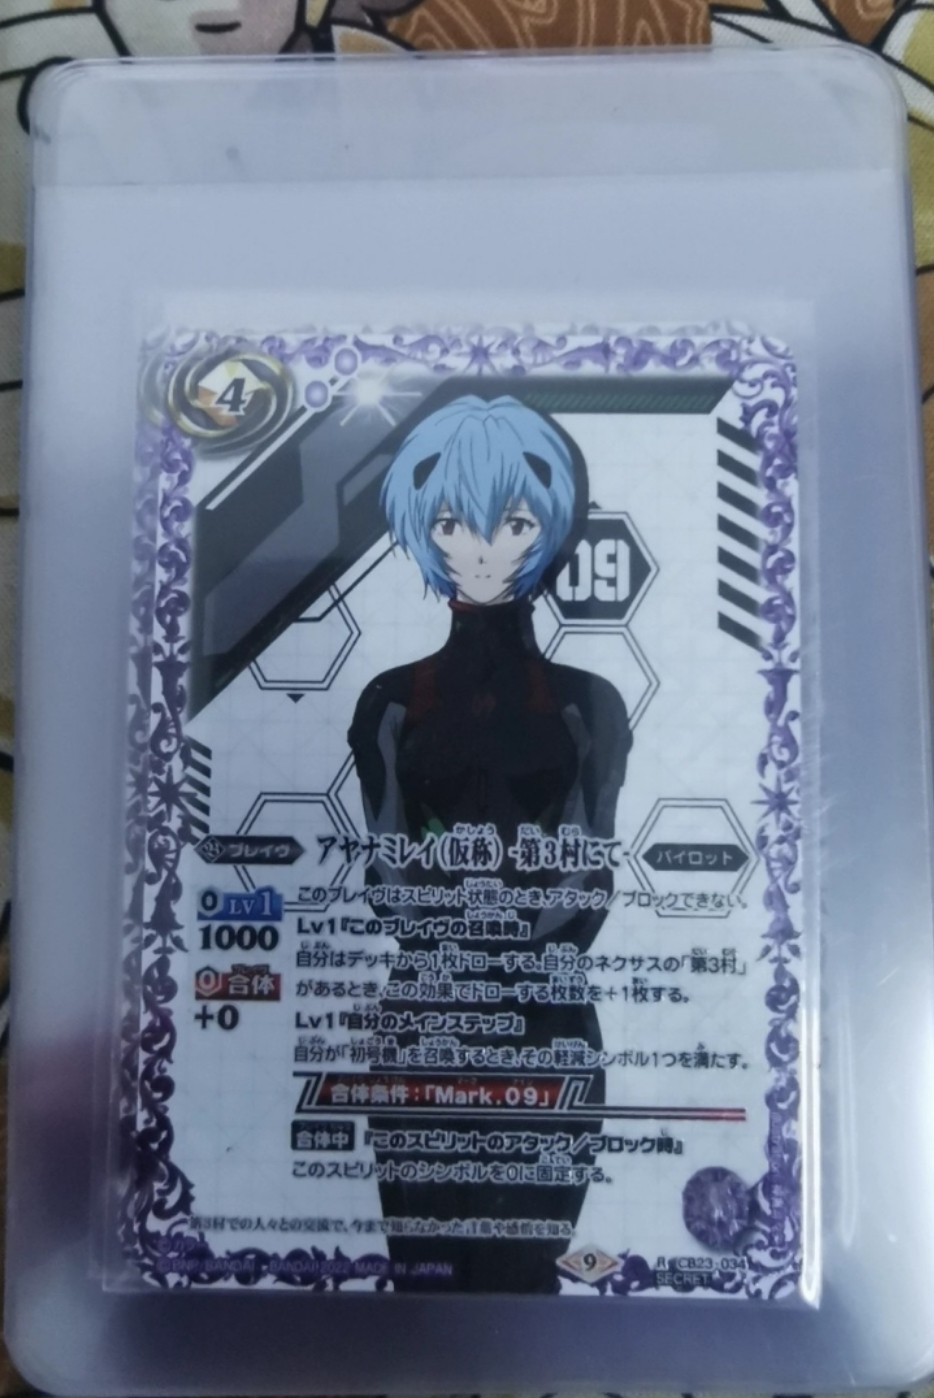 4
09
ブレイヴ
アヤナミレイ(仮称) -第3村にて-
パイロット
0 LV1
1000
0 合体
+0
このブレイヴはスピリット状態のとき、アタック/ブロックできない。
Lv1『このブレイヴの召喚時』
自分はデッキから1枚ドローする。自分のネクサスの「第3村」
があるとき、この効果でドローする枚数を+1枚する。
Lv1『自分のメインステップ』
自分が「初号機」を召喚するとき、その軽減シンボル1つを満たす。
合体条件:「Mark.09」
合体中 『このスピリットのアタック/ブロック時』
このスピリットのシンボルを0に固定する。
第3村での人々との交流で、今まで知らなかった言葉や感情を知る。
BANDAI 2022 MADE IN JAPAN
9
R CB23-034
SECRET